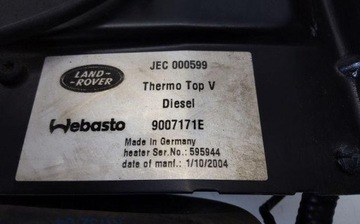 JEC 000599
LAND-
-ROVER
Thermo Top V
Diesel
Webasto 9007171E
Made in Germany
heater Ser.No.: 595944
date of manf.: 1/10/2004